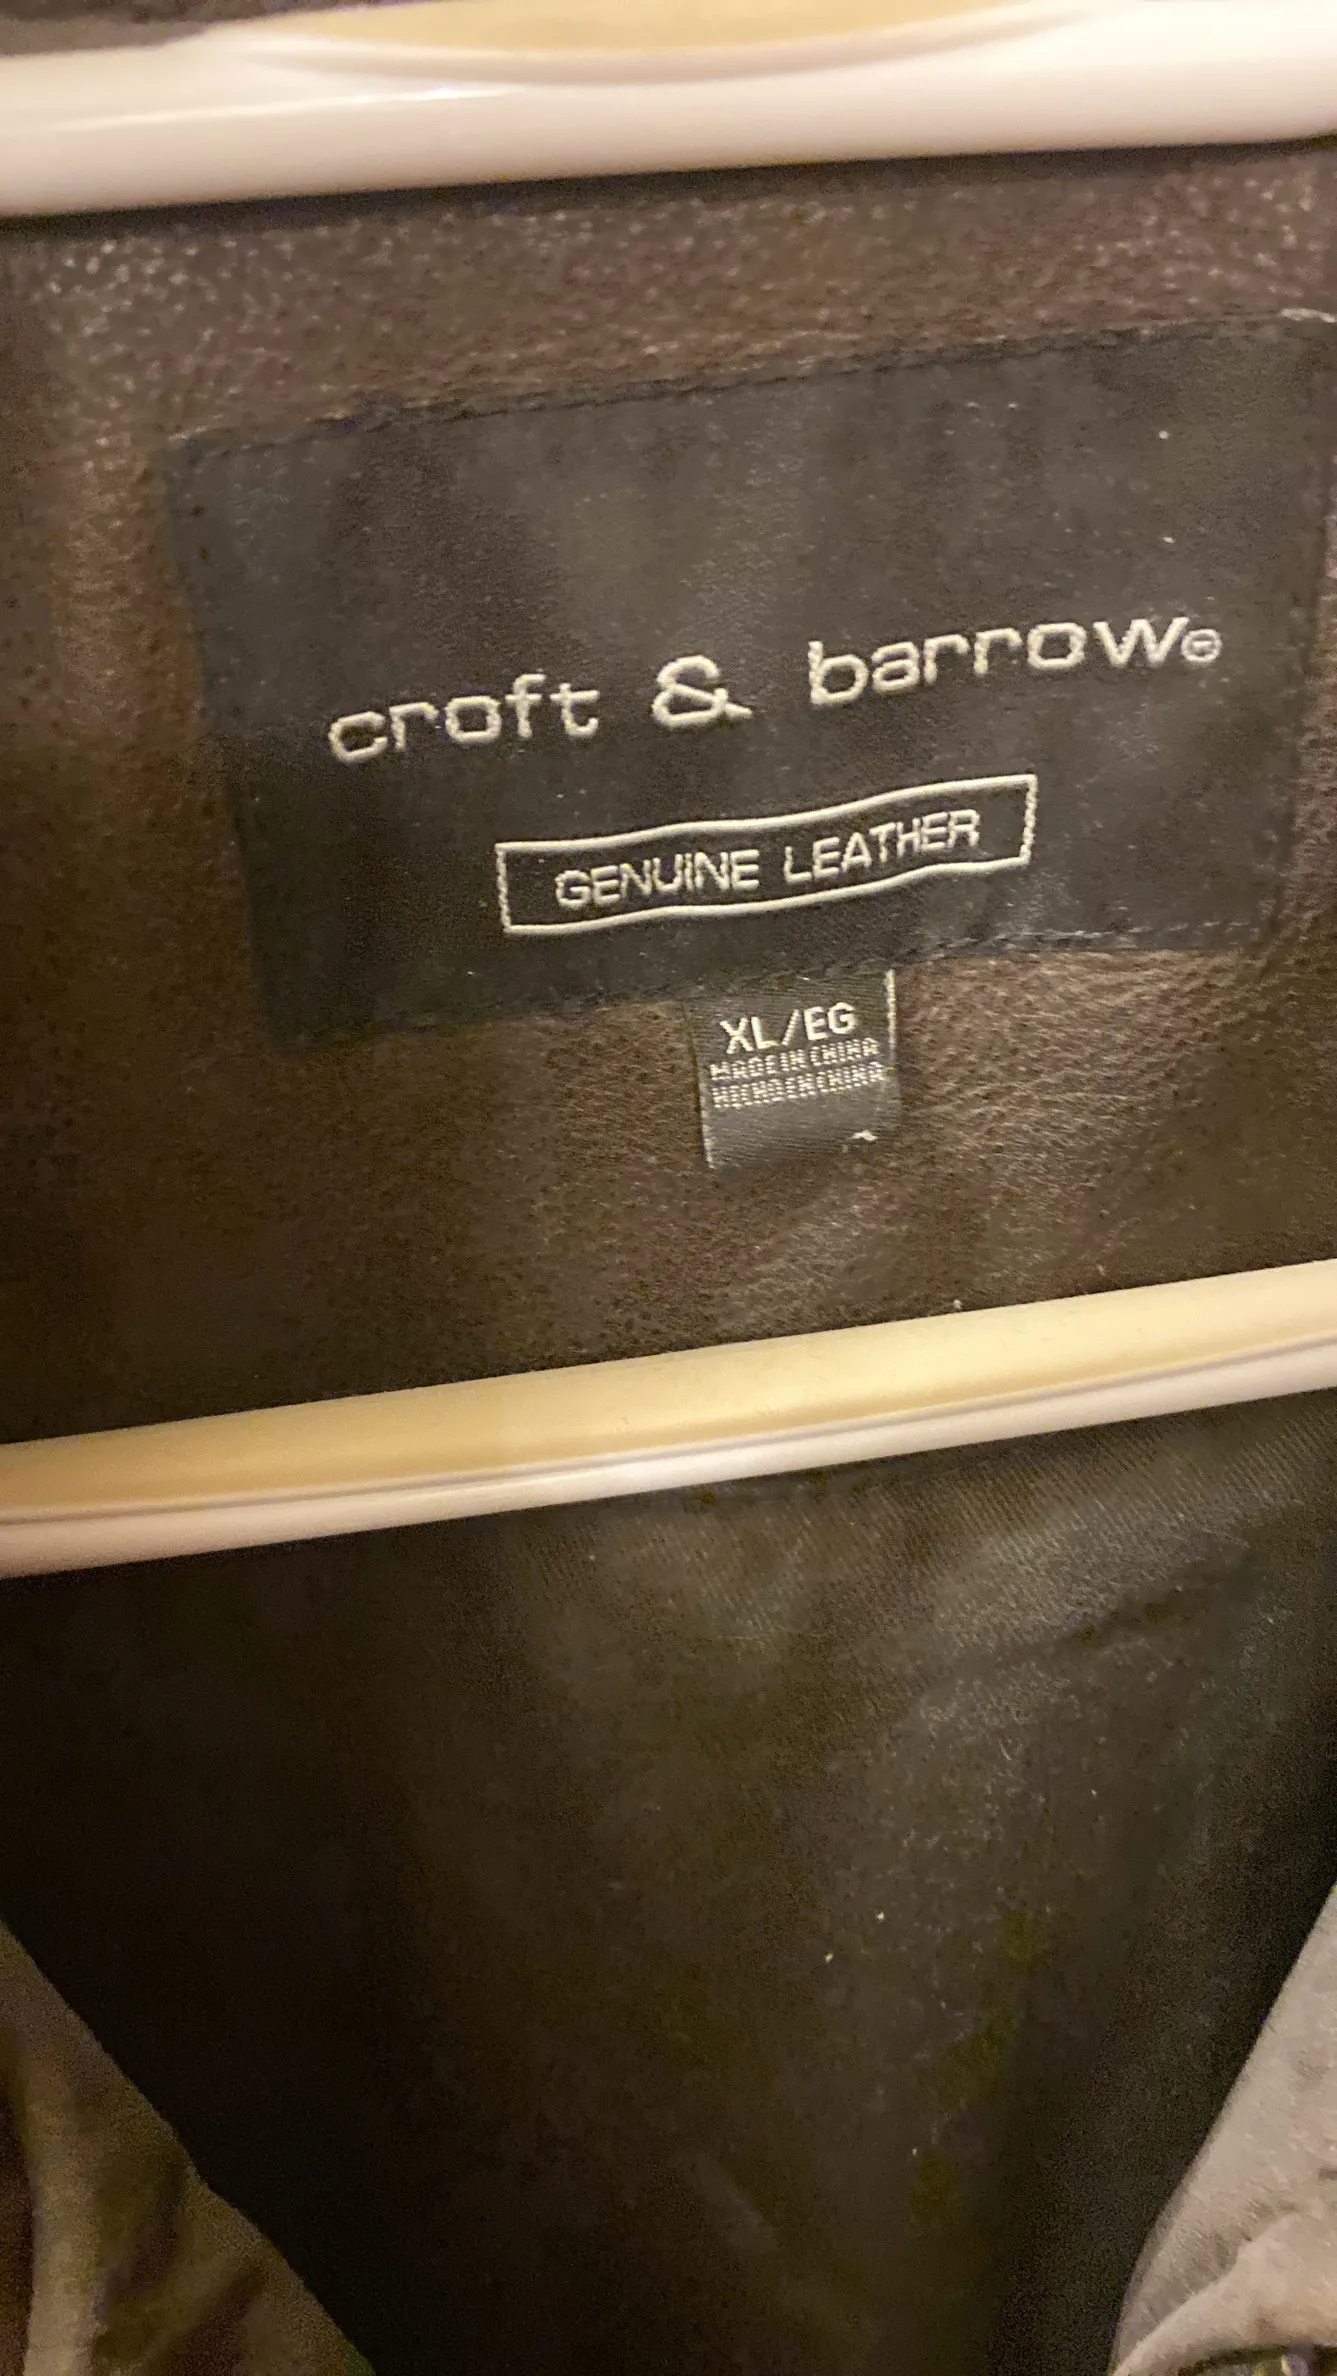 croft & barrow®
GENUINE LEATHER
XL/EG
MADE IN CHINA
HECHO EN CHINA